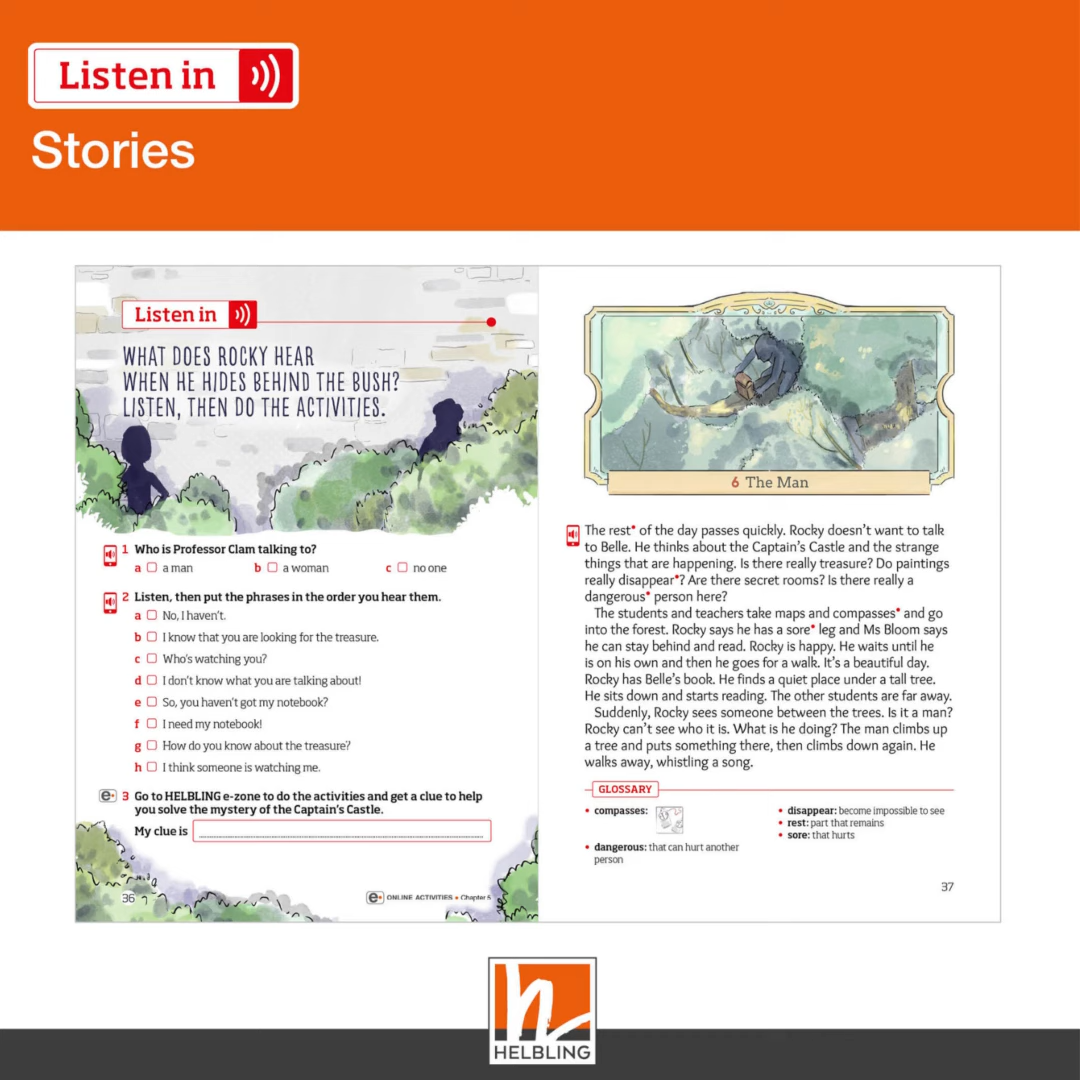 Listen in
Stories
Listen in
WHAT DOES ROCKY HEAR
WHEN HE HIDES BEHIND THE BUSH?
LISTEN, THEN DO THE ACTIVITIES.
1 Who is Professor Clam talking to?
a a man b a woman c no one
2 Listen, then put the phrases in the order you hear them.
a No, I haven't.
b I know that you are looking for the treasure.
c Who's watching you?
d I don't know what you are talking about!
e So, you haven't got my notebook?
f I need my notebook!
g How do you know about the treasure?
h I think someone is watching me.
e• 3 Go to HELBLING e-zone to do the activities and get a clue to help
you solve the mystery of the Captain's Castle.
My clue is
36
e• ONLINE ACTIVITIES • Chapter 5
6 The Man
The rest• of the day passes quickly. Rocky doesn't want to talk
to Belle. He thinks about the Captain's Castle and the strange
things that are happening. Is there really treasure? Do paintings
really disappear•? Are there secret rooms? Is there really a
dangerous• person here?
The students and teachers take maps and compasses• and go
into the forest. Rocky says he has a sore• leg and Ms Bloom says
he can stay behind and read. Rocky is happy. He waits until he
is on his own and then he goes for a walk. It's a beautiful day.
Rocky has Belle's book. He finds a quiet place under a tall tree.
He sits down and starts reading. The other students are far away.
Suddenly, Rocky sees someone between the trees. Is it a man?
Rocky can't see who it is. What is he doing? The man climbs up
a tree and puts something there, then climbs down again. He
walks away, whistling a song.
GLOSSARY
• compasses:
• dangerous: that can hurt another
person
• disappear: become impossible to see
• rest: part that remains
• sore: that hurts
37
h
HELBLING